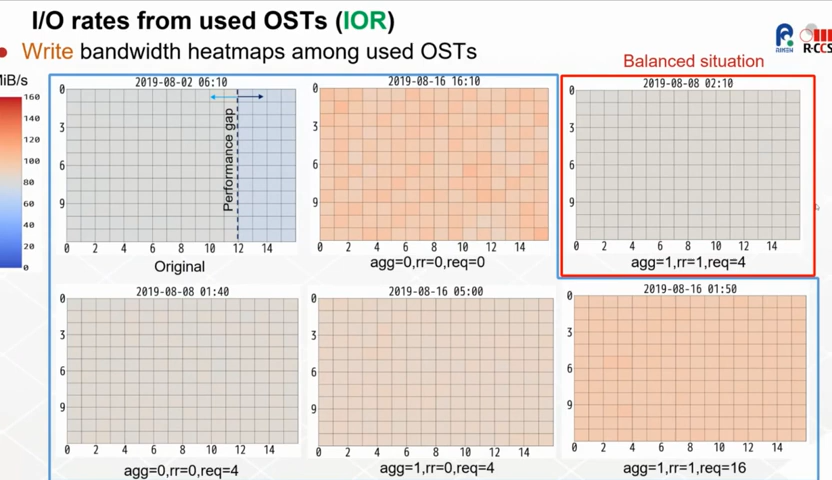 I/O rates from used OSTs (IOR)
Write bandwidth heatmaps among used OSTs
RIKEN
R-CCS
MiB/s
160
140
120
100
80
60
40
20
0
Balanced situation
2019-08-02 06:10
0
3
6
9
Performance gap
0 2 4 6 8 10 12 14
Original
2019-08-16 16:10
0
3
6
9
0 2 4 6 8 10 12 14
agg=0,rr=0,req=0
2019-08-08 02:10
0
3
6
9
0 2 4 6 8 10 12 14
agg=1,rr=1,req=4
2019-08-08 01:40
0
3
6
9
0 2 4 6 8 10 12 14
agg=0,rr=0,req=4
2019-08-16 05:00
0
3
6
9
0 2 4 6 8 10 12 14
agg=1,rr=0,req=4
2019-08-16 01:50
0
3
6
9
0 2 4 6 8 10 12 14
agg=1,rr=1,req=16